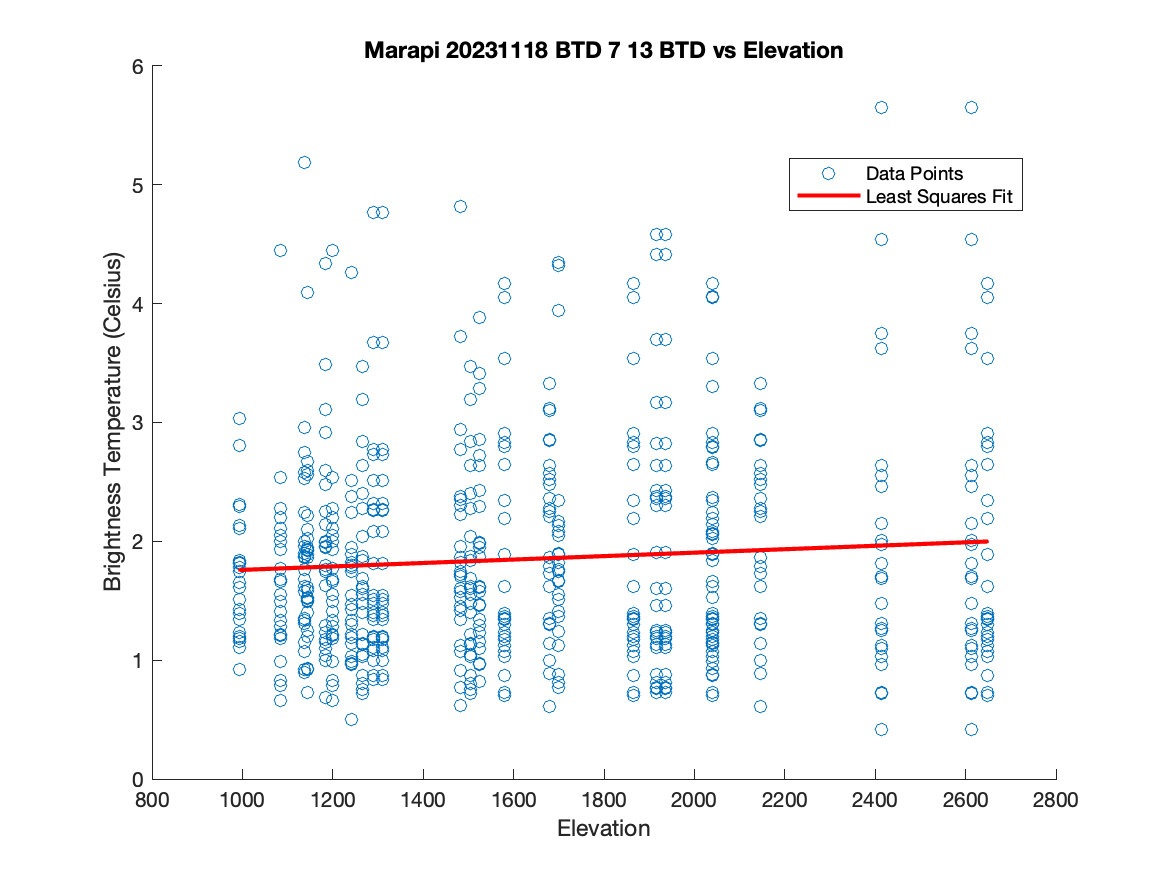 Marapi 20231118 BTD 7 13 BTD vs Elevation
6
5
4
3
2
1
0
Brightness Temperature (Celsius)
Data Points
Least Squares Fit
800 1000 1200 1400 1600 1800 2000 2200 2400 2600 2800
Elevation